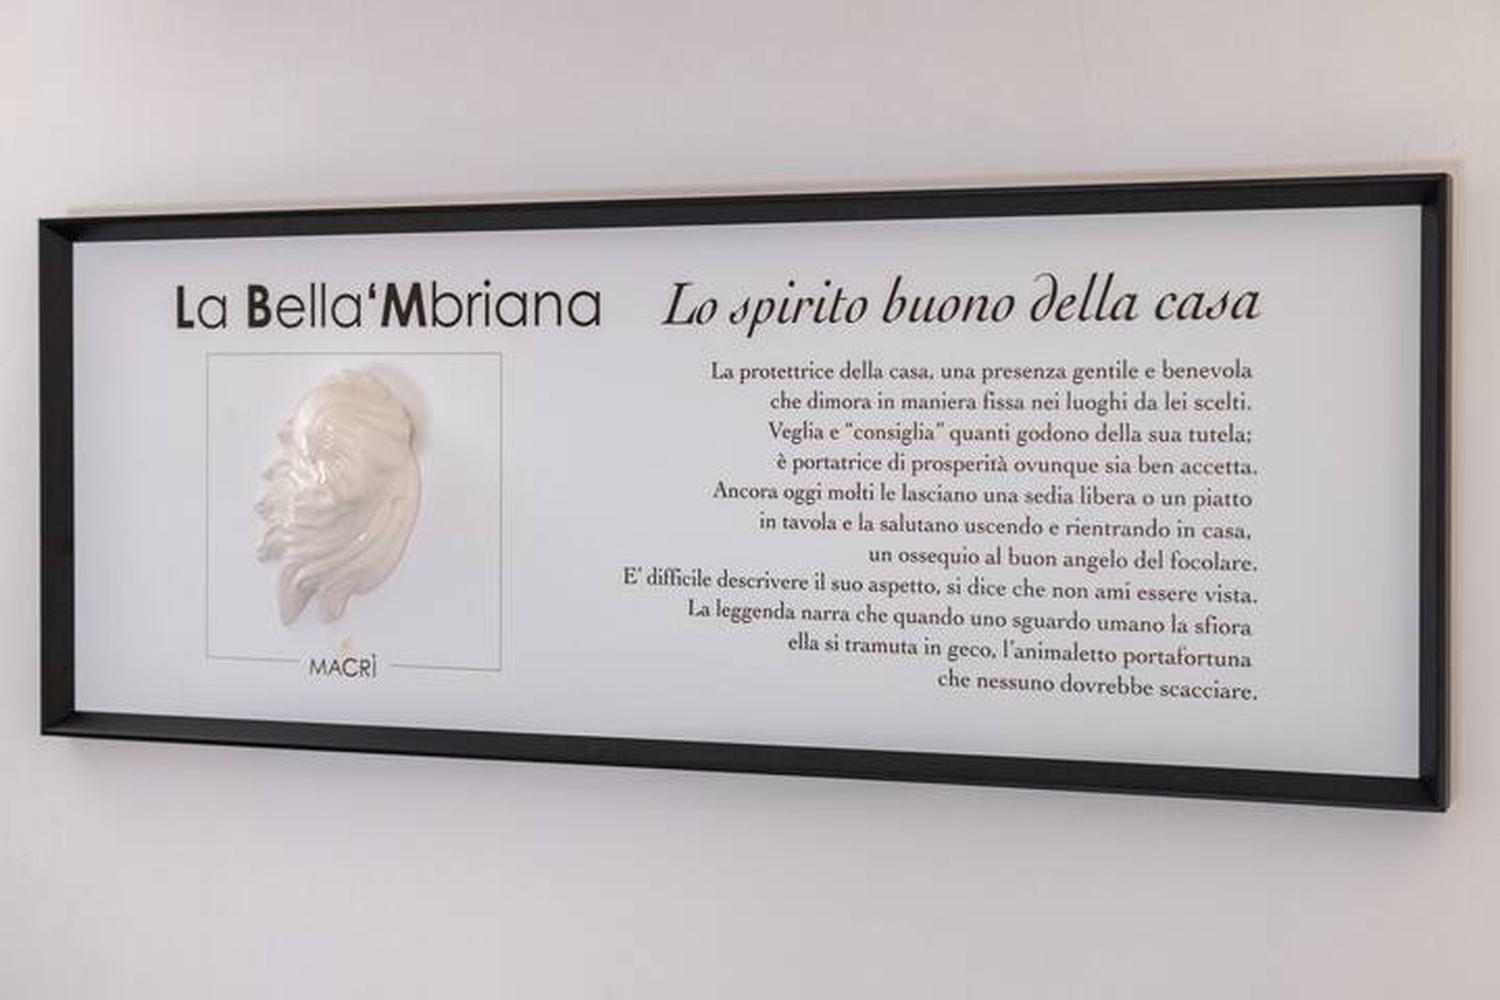 La Bella‘Mbriana
MACRÌ
Lo spirito buono della casa
La protettrice della casa, una presenza gentile e benevola
che dimora in maniera fissa nei luoghi da lei scelti.
Veglia e "consiglia" quanti godono della sua tutela;
è portatrice di prosperità ovunque sia ben accetta.
Ancora oggi molti le lasciano una sedia libera o un piatto
in tavola e la salutano uscendo e rientrando in casa,
un ossequio al buon angelo del focolare.
E' difficile descrivere il suo aspetto, si dice che non ami essere vista.
La leggenda narra che quando uno sguardo umano la sfiora
ella si tramuta in geco, l'animaletto portafortuna
che nessuno dovrebbe scacciare.